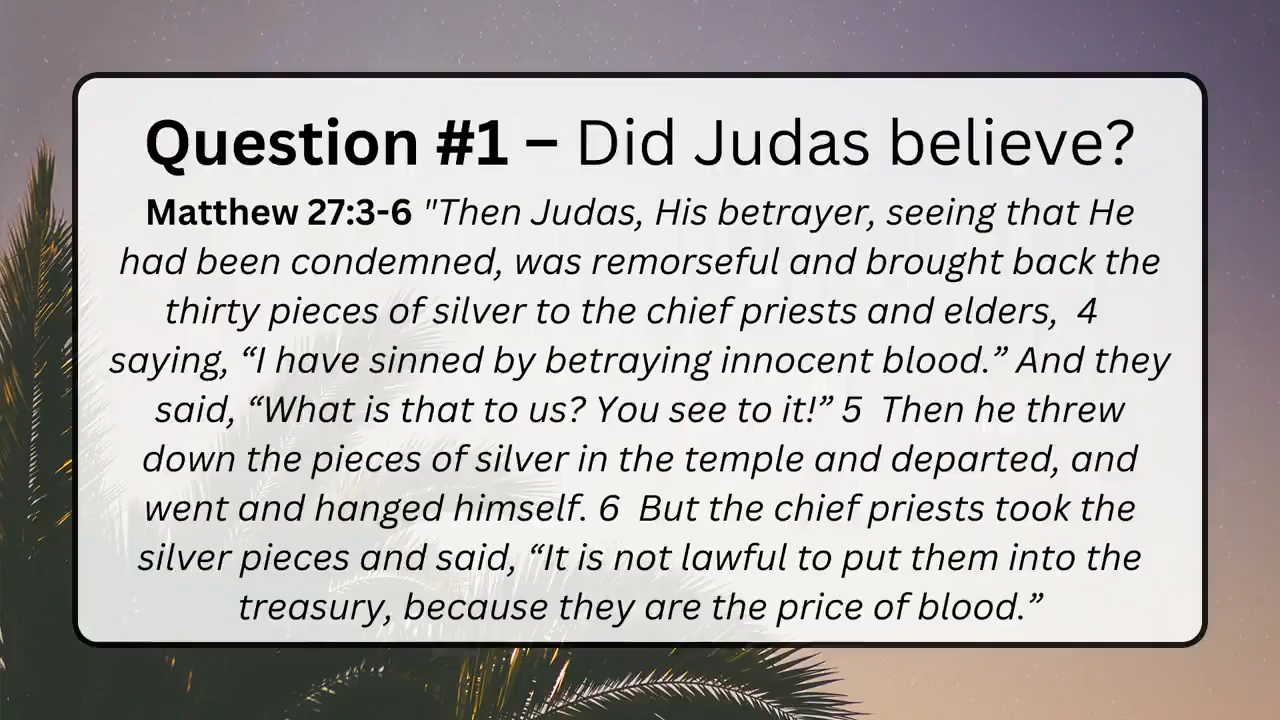 Question #1 – Did Judas believe?
Matthew 27:3-6 "Then Judas, His betrayer, seeing that He
had been condemned, was remorseful and brought back the
thirty pieces of silver to the chief priests and elders,  4
saying, “I have sinned by betraying innocent blood.” And they
said, “What is that to us? You see to it!” 5  Then he threw
down the pieces of silver in the temple and departed, and
went and hanged himself. 6  But the chief priests took the
silver pieces and said, “It is not lawful to put them into the
treasury, because they are the price of blood.”